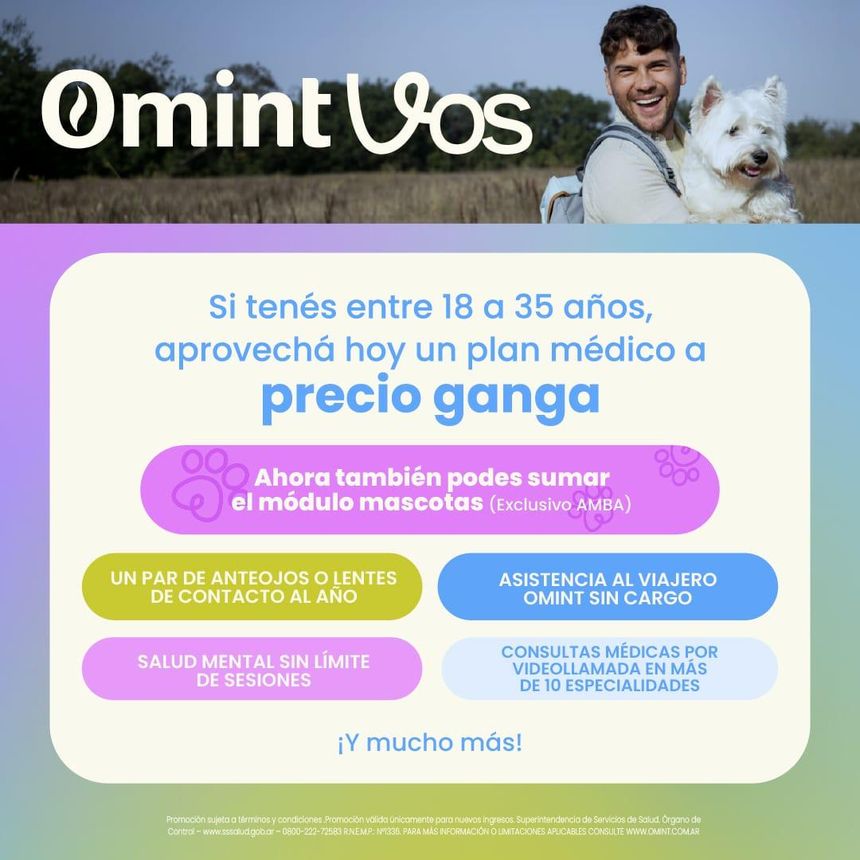 Omint Vos
Si tenés entre 18 a 35 años,
aprovechá hoy un plan médico a
precio ganga
Ahora también podes sumar
el módulo mascotas (Exclusivo AMBA)
UN PAR DE ANTEOJOS O LENTES
DE CONTACTO AL AÑO
ASISTENCIA AL VIAJERO
OMINT SIN CARGO
SALUD MENTAL SIN LÍMITE
DE SESIONES
CONSULTAS MÉDICAS POR
VIDEOLLAMADA EN MÁS
DE 10 ESPECIALIDADES
¡Y mucho más!
Promoción sujeta a términos y condiciones .Promoción válida únicamente para nuevos ingresos. Superintendencia de Servicios de Salud. Órgano de
Control – www.sssalud.gob.ar – 0800-222-72583 R.N.E.M.P.: Nº1336. PARA MÁS INFORMACIÓN O LIMITACIONES APLICABLES CONSULTE WWW.OMINT.COM.AR